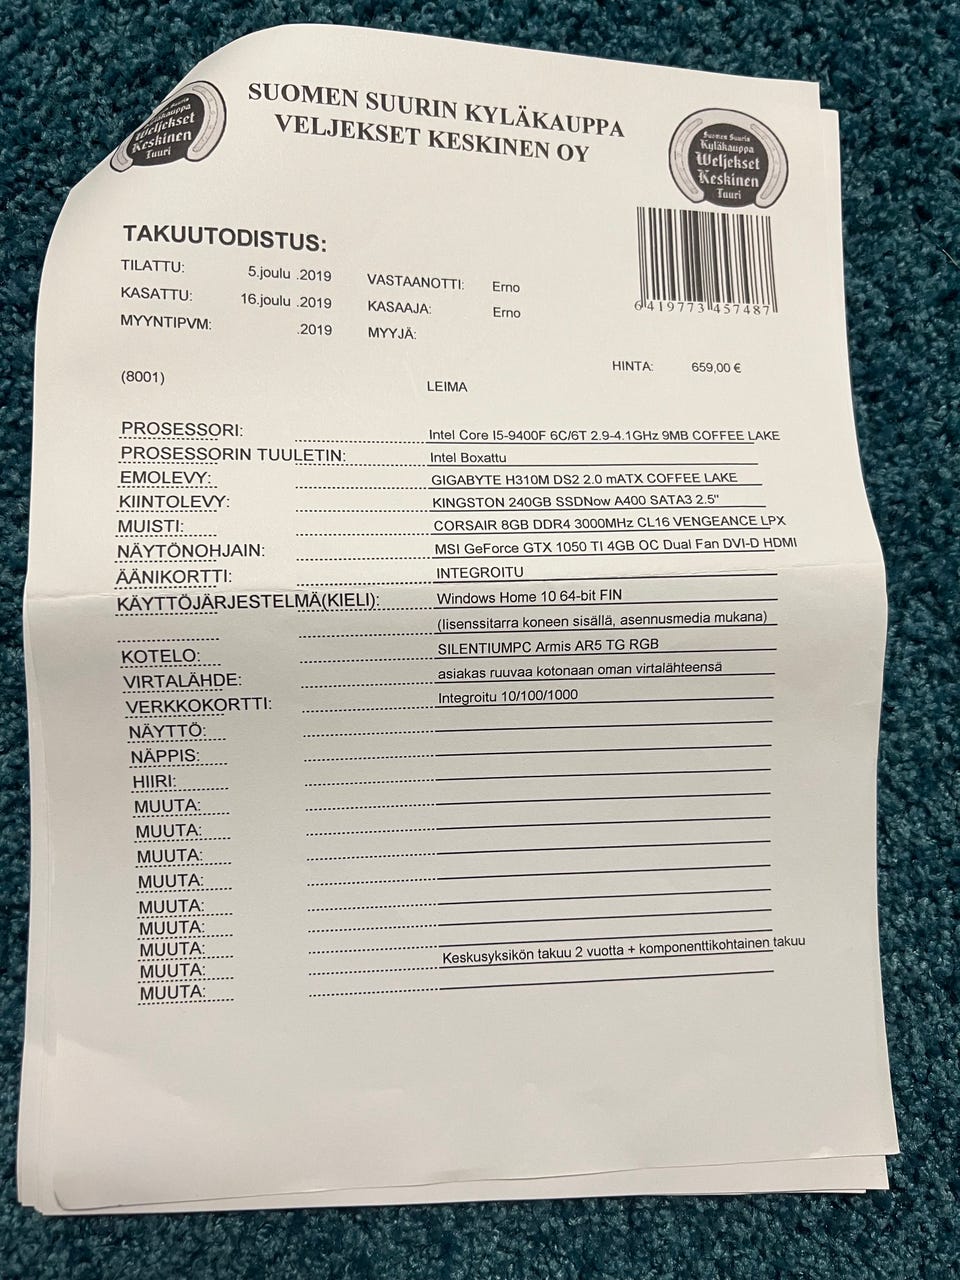 SUOMEN SUURIN KYLÄKAUPPA
VELJEKSET KESKINEN OY
Suomen Suurin
Kyläkauppa
Weljekset
Keskinen
Tuuri
Suomen Suurin
Kyläkauppa
Weljekset
Keskinen
Tuuri
6 419773 457487
TAKUUTODISTUS:
TILATTU: 5.joulu .2019 VASTAANOTTI: Erno
KASATTU: 16.joulu .2019 KASAAJA: Erno
MYYNTIPVM: .2019 MYYJÄ:
HINTA: 659,00 €
(8001) LEIMA
PROSESSORI: Intel Core I5-9400F 6C/6T 2.9-4.1GHz 9MB COFFEE LAKE
PROSESSORIN TUULETIN: Intel Boxattu
EMOLEVY: GIGABYTE H310M DS2 2.0 mATX COFFEE LAKE
KIINTOLEVY: KINGSTON 240GB SSDNow A400 SATA3 2.5"
MUISTI: CORSAIR 8GB DDR4 3000MHz CL16 VENGEANCE LPX
NÄYTÖNOHJAIN: MSI GeForce GTX 1050 TI 4GB OC Dual Fan DVI-D HDMI
ÄÄNIKORTTI: INTEGROITU
KÄYTTÖJÄRJESTELMÄ(KIELI): Windows Home 10 64-bit FIN
(lisenssitarra koneen sisällä, asennusmedia mukana)
KOTELO: SILENTIUMPC Armis AR5 TG RGB
VIRTALÄHDE: asiakas ruuvaa kotonaan oman virtalähteensä
VERKKOKORTTI: Integroitu 10/100/1000
NÄYTTÖ:
NÄPPIS:
HIIRI:
MUUTA:
MUUTA:
MUUTA:
MUUTA:
MUUTA:
MUUTA:
MUUTA: Keskusyksikön takuu 2 vuotta + komponenttikohtainen takuu
MUUTA:
MUUTA: